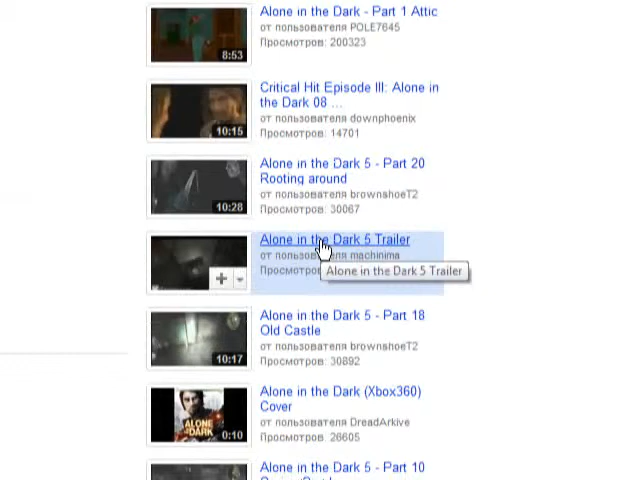 Alone in the Dark - Part 1 Attic
от пользователя POLE7645
Просмотров: 200323
8:53
Critical Hit Episode III: Alone in
the Dark 08 ...
от пользователя downphoenix
Просмотров: 14701
10:15
Alone in the Dark 5 - Part 20
Rooting around
от пользователя brownshoeT2
Просмотров: 30067
10:28
Alone in the Dark 5 Trailer
от пользователя machinima
Alone in the Dark 5 Trailer
Alone in the Dark 5 - Part 18
Old Castle
от пользователя brownshoeT2
Просмотров: 30892
10:17
Alone in the Dark (Xbox360)
Cover
от пользователя DreadArkive
Просмотров: 26605
ALONE
DARK
0:10
Alone in the Dark 5 - Part 10